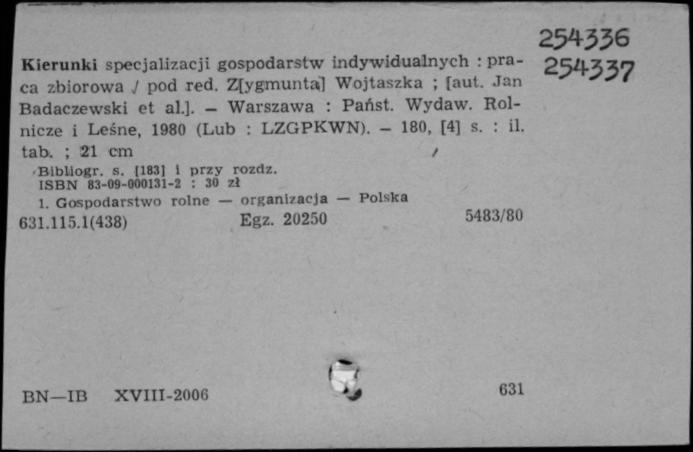 254336
254337
Kierunki specjalizacji gospodarstw indywidualnych : pra-
ca zbiorowa / pod red. Z[ygmunta] Wojtaszka ; [aut. Jan
Badaczewski et al.]. — Warszawa : Państ. Wydaw. Rol-
nicze i Leśne, 1980 (Lub : LZGPKWN). — 180, [4] s. : il.
tab. ; 21 cm
Bibliogr. s. [183] i przy rozdz.
ISBN 83-09-000131-2 : 30 zł
1. Gospodarstwo rolne — organizacja — Polska
631.115.1(438) Egz. 20250 5483/80
BN—IB XVIII-2006 631